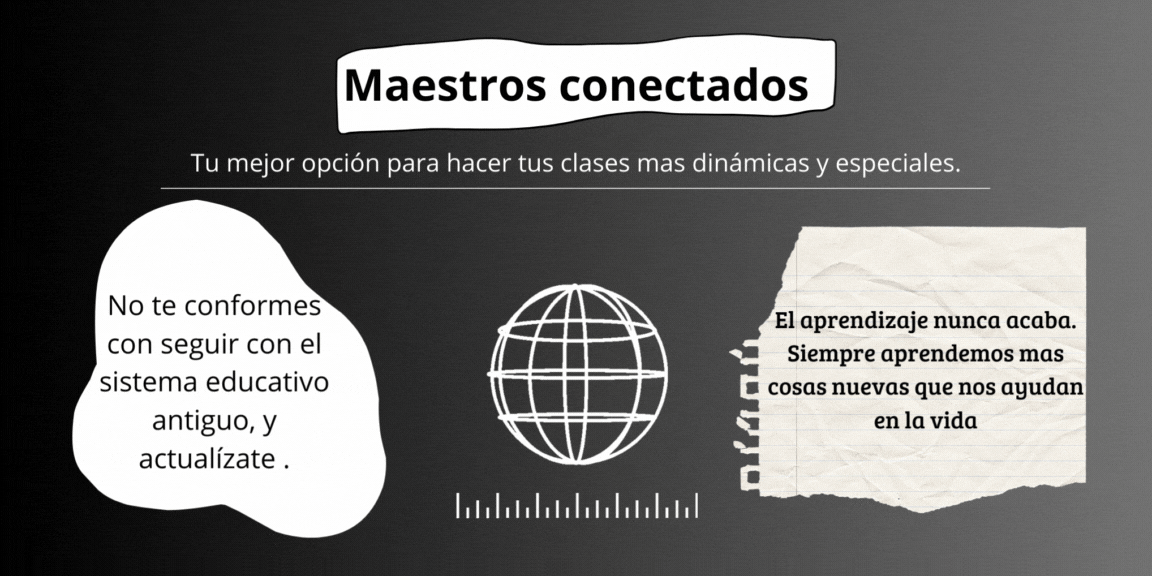 Maestros conectados
Tu mejor opción para hacer tus clases mas dinámicas y especiales.
No te conformes
con seguir con el
sistema educativo
antiguo, y
actualízate .
El aprendizaje nunca acaba.
Siempre aprendemos mas
cosas nuevas que nos ayudan
en la vida